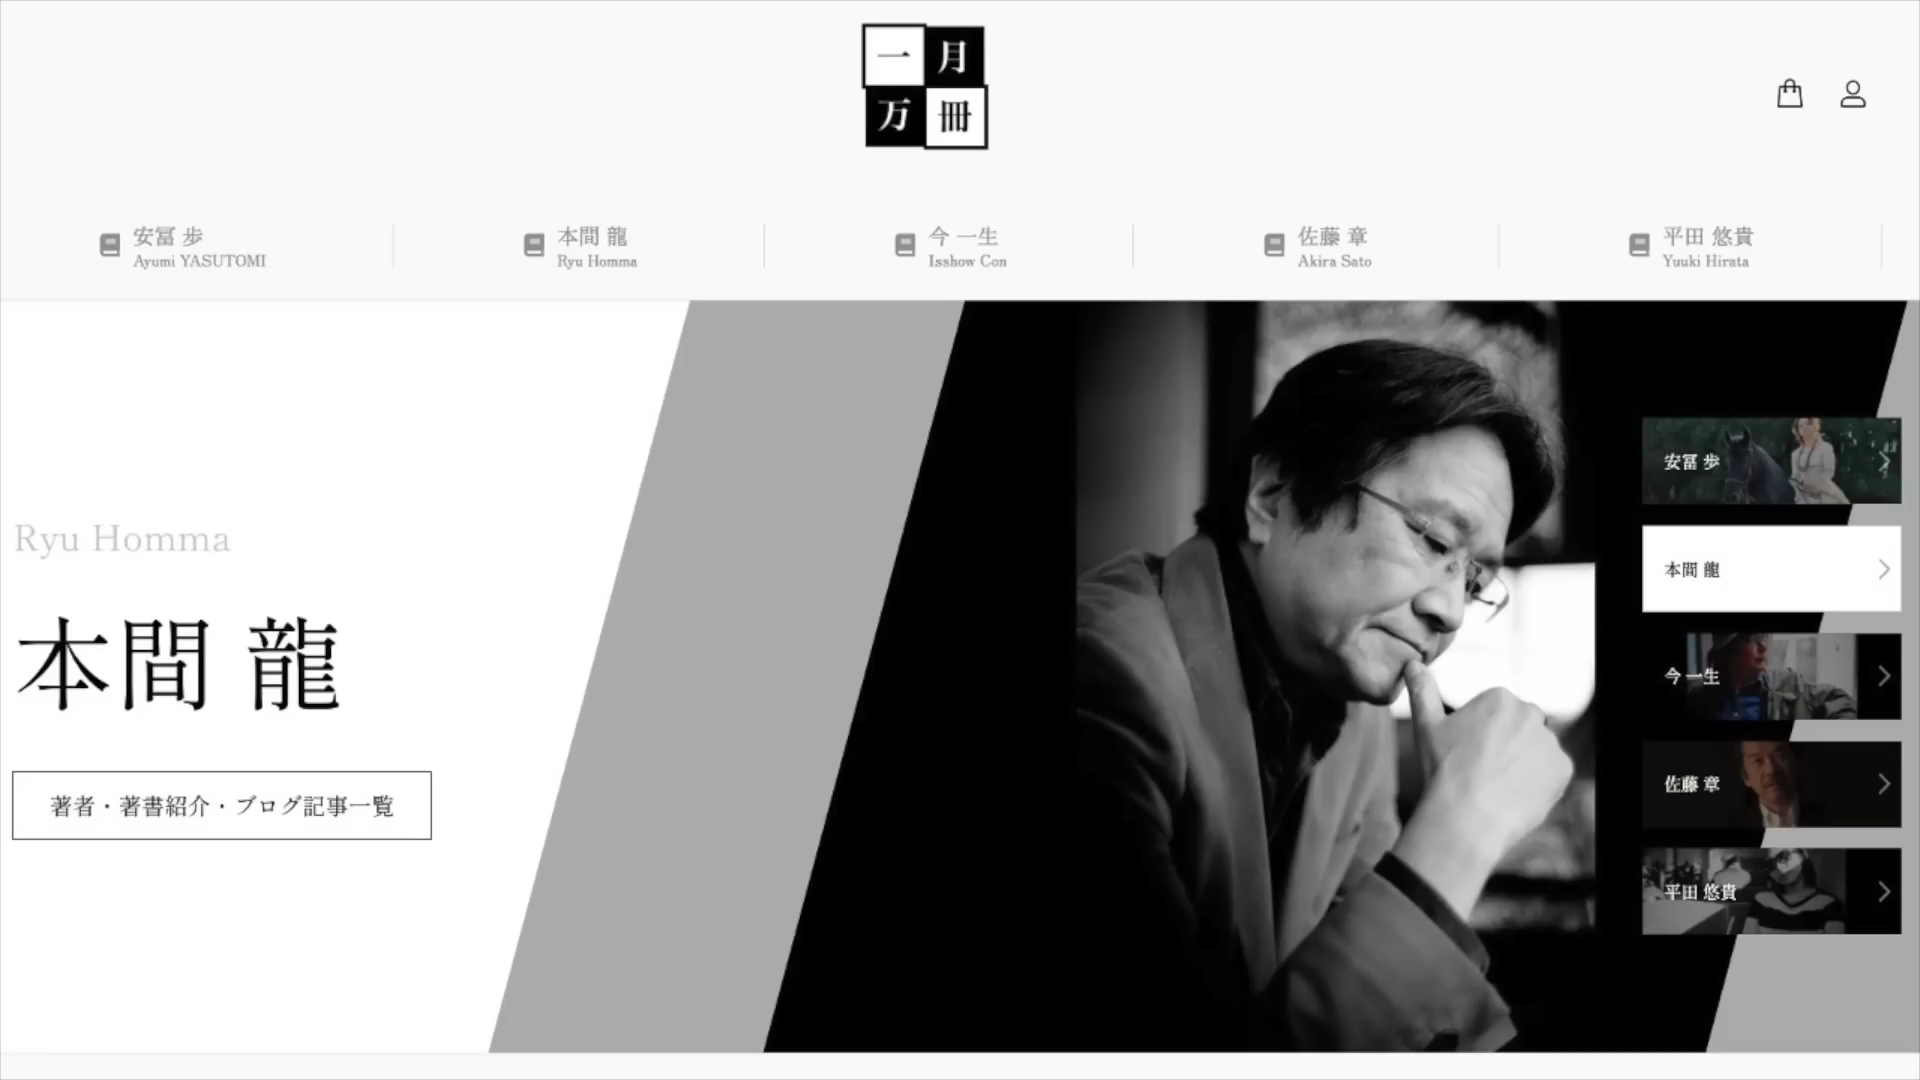 一月
万冊
安冨 歩
Ayumi YASUTOMI
本間 龍
Ryu Homma
今 一生
Isshow Con
佐藤 章
Akira Sato
平田 悠貴
Yuuki Hirata
Ryu Homma
本間 龍
著者・著書紹介・ブログ記事一覧
安冨 歩
本間 龍
今 一生
佐藤 章
平田 悠貴